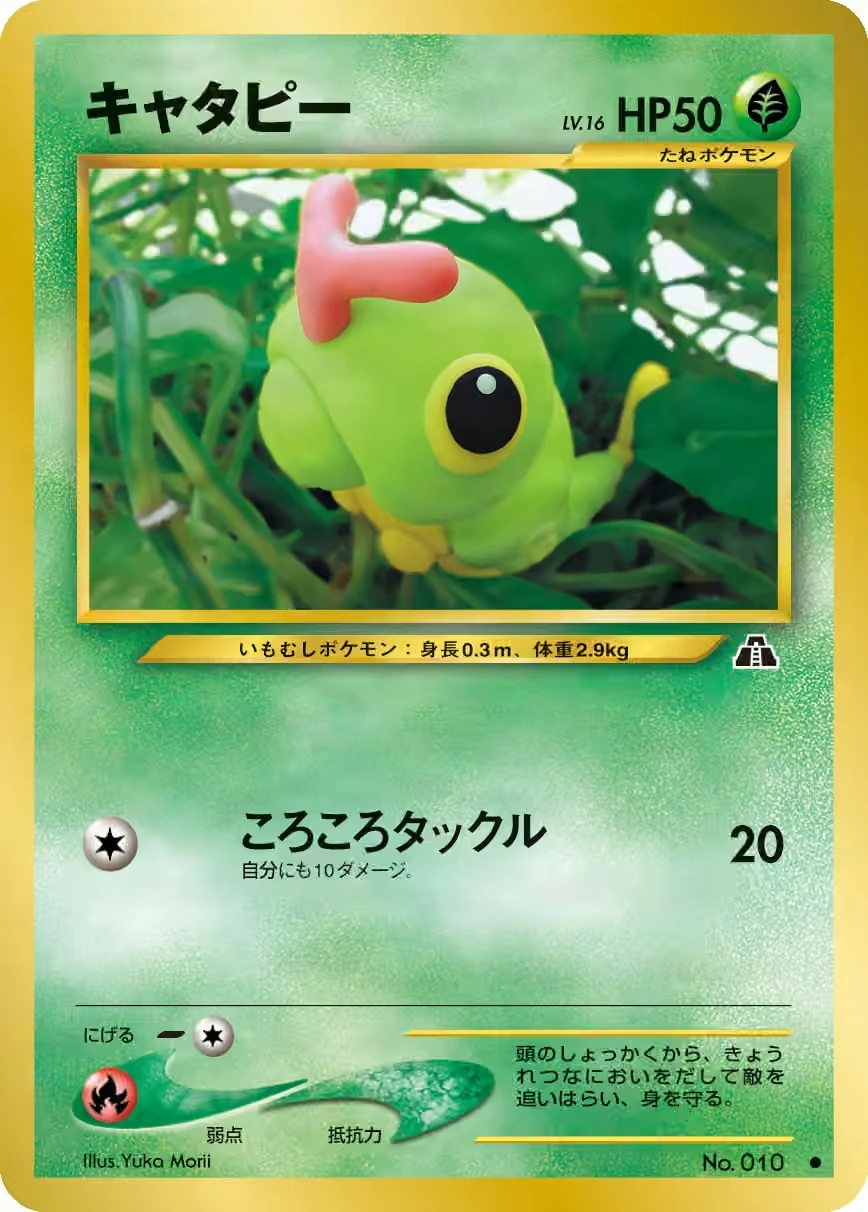 キャタピー
LV.16 HP50
たねポケモン
いもむしポケモン：身長0.3m、体重2.9kg
ころころタックル 20
自分にも10ダメージ。
にげる
頭のしょっかくから、きょう
れつなにおいをだして敵を
追いはらい、身を守る。
弱点 抵抗力
Illus.Yuka Morii No. 010